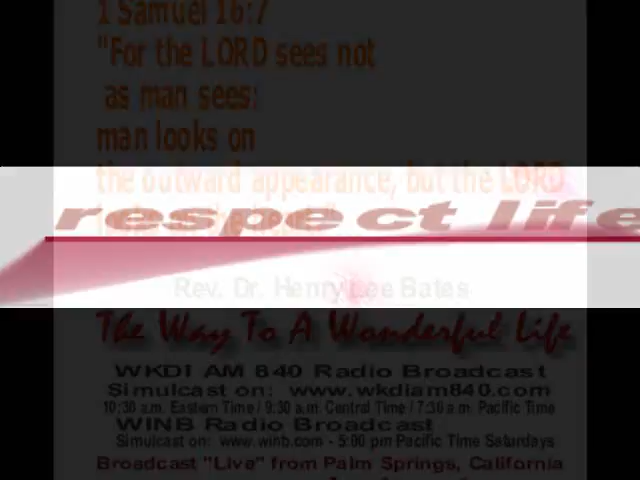 1 Samuel 16:7
"For the LORD sees not
as man sees:
man looks on
the outward appearance, but the LORD
respect life
Rev. Dr. Henry Lee Bates
The Way To A Wonderful Life
WKDI AM 840 Radio Broadcast
Simulcast on: www.wkdiam840.com
10:30 a.m. Eastern Time / 9:30 a.m. Central Time / 7:30 a.m. Pacific Time
WINB Radio Broadcast
Simulcast on: www.winb.com - 5:00 pm Pacific Time Saturdays
Broadcast "Live" from Palm Springs, California